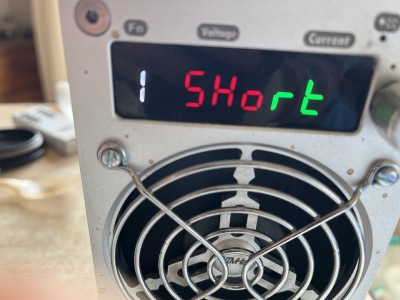 Fn Voltage Current
1 SHort